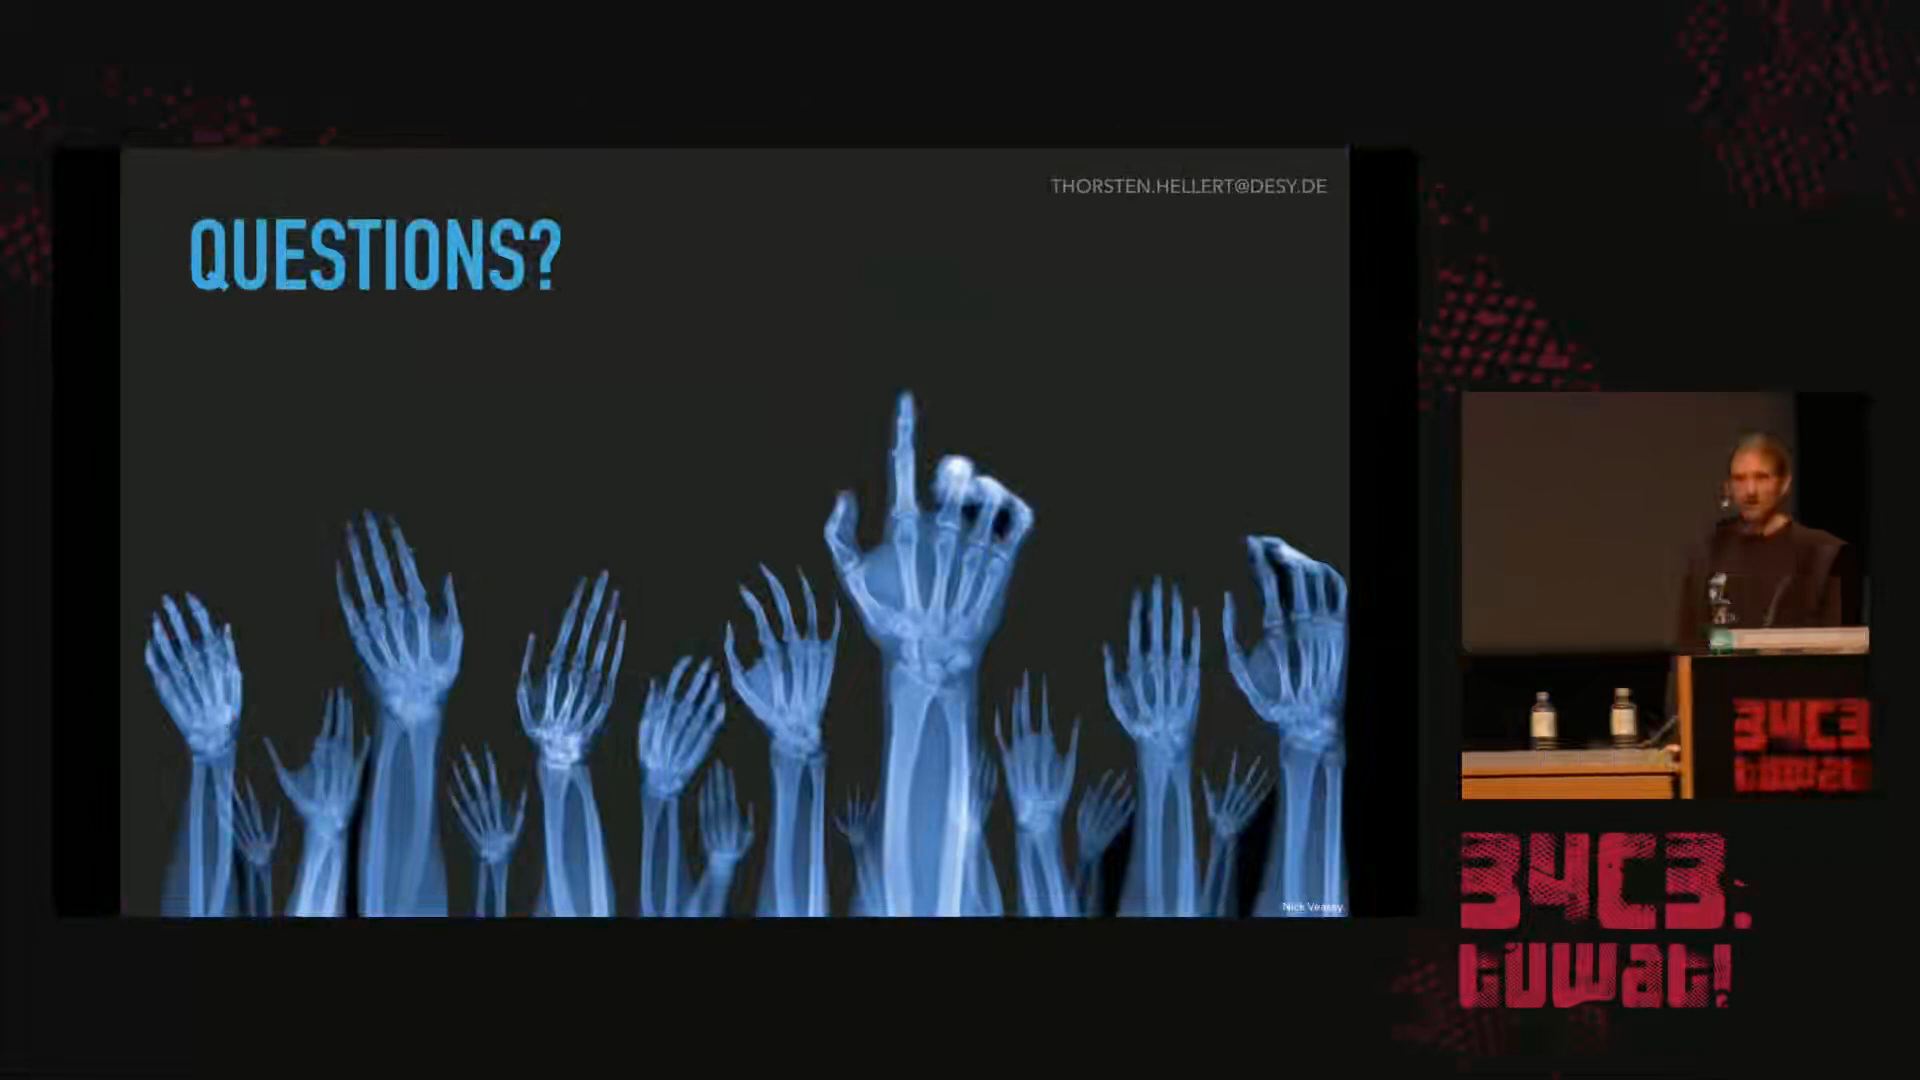 THORSTEN.HELLERT@DESY.DE
QUESTIONS?
Nick Veasey
34C3
tuwat!
34C3.
tuwat!